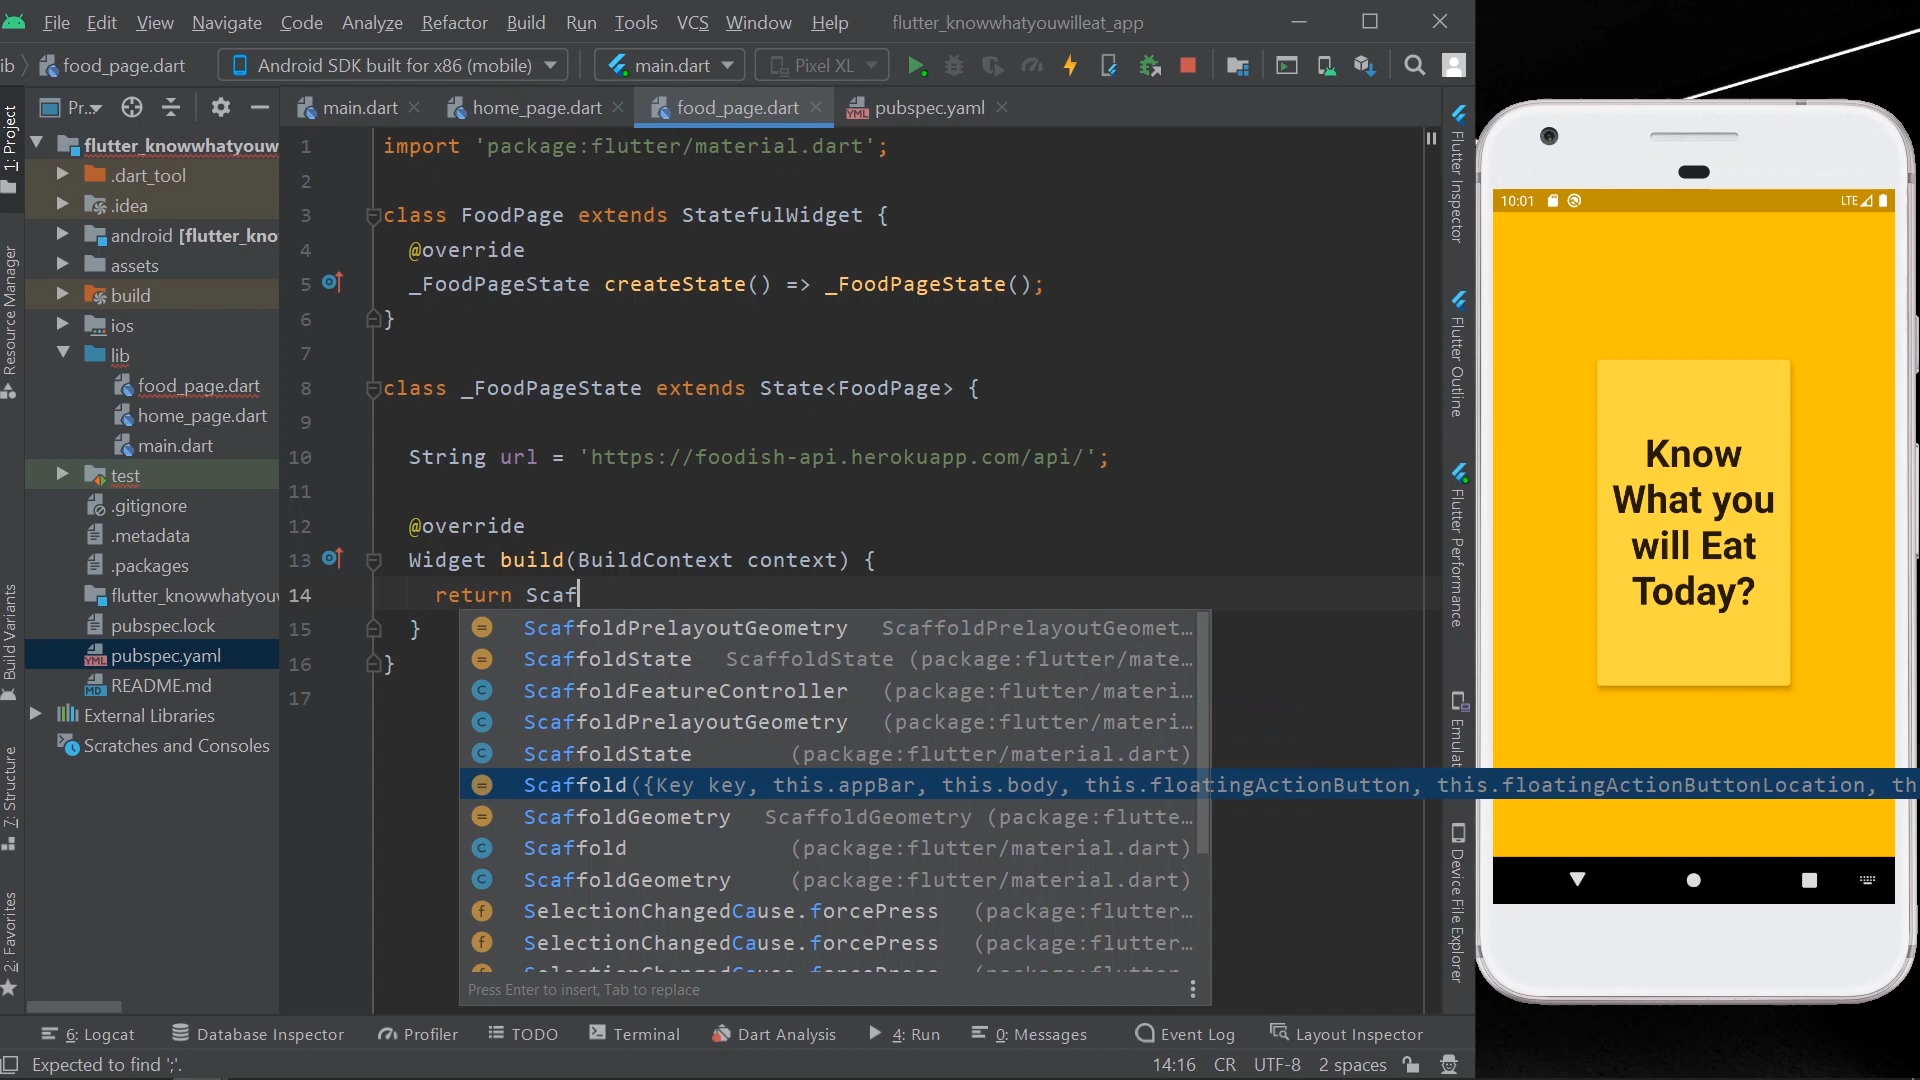 File Edit View Navigate Code Analyze Refactor Build Run Tools VCS Window Help flutter_knowwhatyouwilleat_app
ib food_page.dart Android SDK built for x86 (mobile) main.dart Pixel XL
Pr... main.dart home_page.dart food_page.dart pubspec.yaml
1: Project
Resource Manager
Build Variants
7: Structure
2: Favorites
flutter_knowwhatyouw
.dart_tool
.idea
android [flutter_kno
assets
build
ios
lib
food_page.dart
home_page.dart
main.dart
test
.gitignore
.metadata
.packages
flutter_knowwhatyou
pubspec.lock
pubspec.yaml
README.md
External Libraries
Scratches and Consoles
1 import 'package:flutter/material.dart';
2
3 class FoodPage extends StatefulWidget {
4 @override
5 _FoodPageState createState() => _FoodPageState();
6 }
7
8 class _FoodPageState extends State<FoodPage> {
9
10 String url = 'https://foodish-api.herokuapp.com/api/';
11
12 @override
13 Widget build(BuildContext context) {
14 return Scaf
15 }
16 }
17
ScaffoldPrelayoutGeometry ScaffoldPrelayoutGeomet...
ScaffoldState ScaffoldState (package:flutter/mate...
ScaffoldFeatureController (package:flutter/materi...
ScaffoldPrelayoutGeometry (package:flutter/materi...
ScaffoldState (package:flutter/material.dart)
Scaffold({Key key, this.appBar, this.body, this.floatingActionButton, this.floatingActionButtonLocation, th
ScaffoldGeometry ScaffoldGeometry (package:flutte...
Scaffold (package:flutter/material.dart)
ScaffoldGeometry (package:flutter/material.dart)
SelectionChangedCause.forcePress (package:flutter...
SelectionChangedCause.forcePress (package:flutter...
Press Enter to insert, Tab to replace
Flutter Inspector
Flutter Outline
Flutter Performance
Emulat
Device File Explorer
10:01 LTE
Know
What you
will Eat
Today?
6: Logcat Database Inspector Profiler TODO Terminal Dart Analysis 4: Run 0: Messages Event Log Layout Inspector
Expected to find ';'. 14:16 CR UTF-8 2 spaces